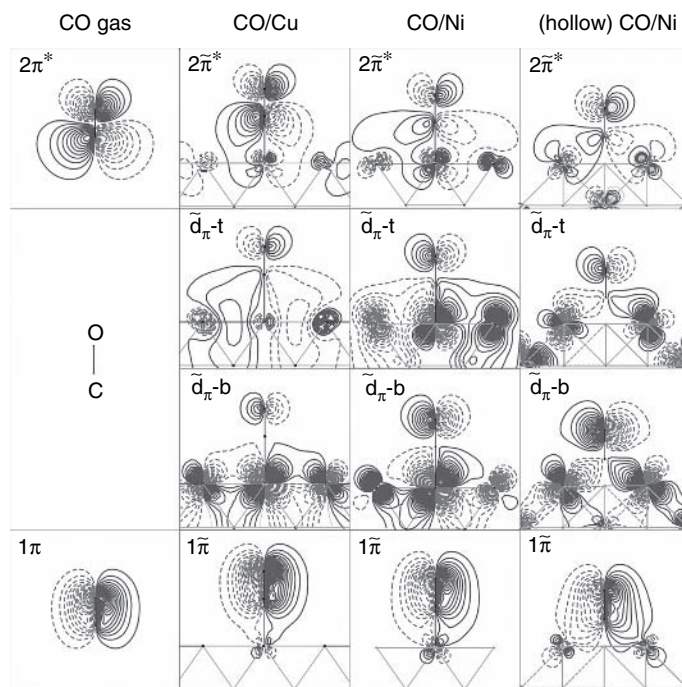 CO gas CO/Cu CO/Ni (hollow) CO/Ni
2π* 2π̃* 2π̃* 2π̃*
d̃π-t d̃π-t d̃π-t
O
C
d̃π-b d̃π-b d̃π-b
1π 1π̃ 1π̃ 1π̃